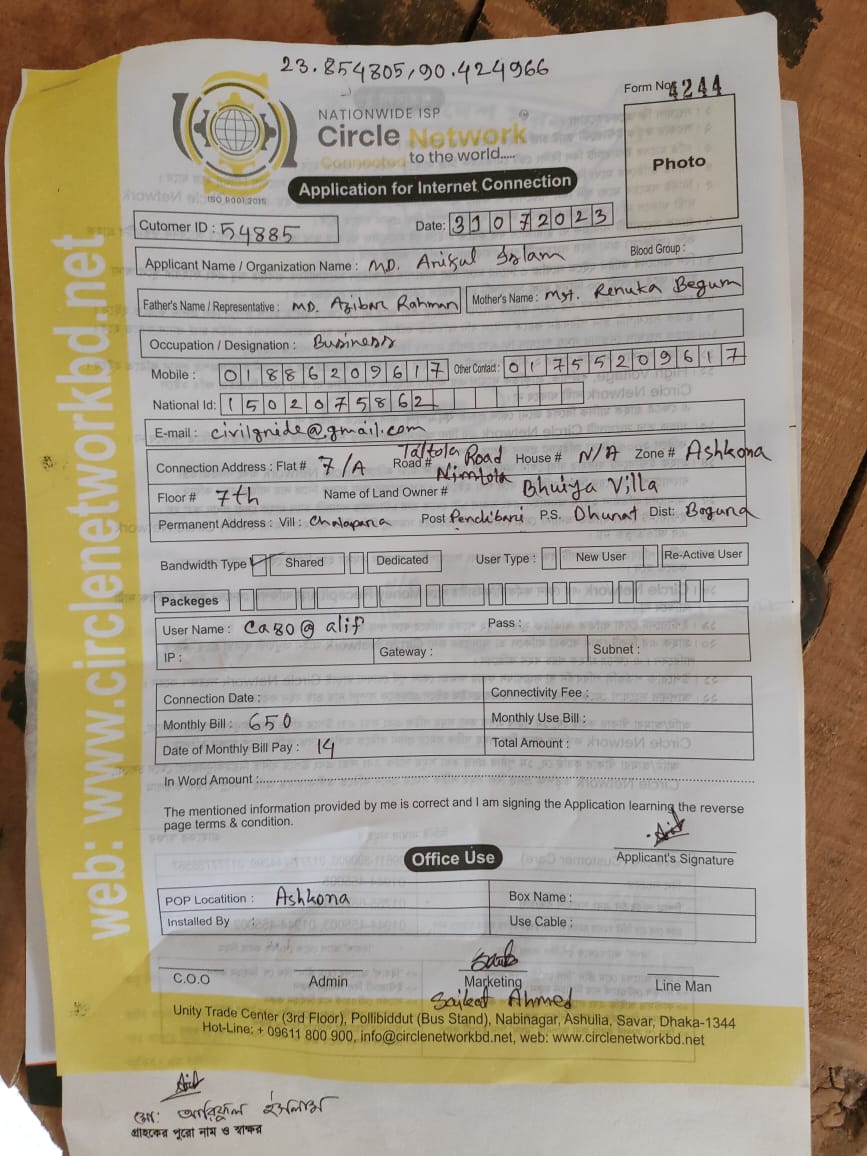 23.854805,90.424966
Form No: 4244
NATIONWIDE ISP
Circle Network
Connected to the world.....
ISO 9001:2015
Photo
Application for Internet Connection
Cutomer ID : 54885
Date: 31072023
Applicant Name / Organization Name : MD. Ariful Islam Blood Group :
Father's Name / Representative : MD. Azibar Rahman Mother's Name : Mst. Renuka Begum
Occupation / Designation : Business
Mobile : 01886209617 Other Contact : 01755209617
National Id: 1502075862
E-mail : civilgnide@gmail.com
Connection Address : Flat # 7/A Road # Taltola Road Nimtola House # N/A Zone # Ashkona
Floor # 7th Name of Land Owner # Bhuiya Villa
Permanent Address : Vill : Chalapara Post Pendibari P.S. Dhunat Dist: Bogura
Bandwidth Type ✓ Shared Dedicated User Type : New User Re-Active User
Packeges
User Name : Ca80@alif Pass :
IP : Gateway : Subnet :
Connection Date : Connectivity Fee :
Monthly Bill : 650 Monthly Use Bill :
Date of Monthly Bill Pay : 14 Total Amount :
In Word Amount :
The mentioned information provided by me is correct and I am signing the Application learning the reverse
page terms & condition.
Applicant's Signature
Office Use
POP Locatition : Ashkona Box Name :
Installed By Use Cable :
C.O.O Admin Marketing Line Man
Saikat Ahmed
Unity Trade Center (3rd Floor), Pollibiddut (Bus Stand), Nabinagar, Ashulia, Savar, Dhaka-1344
Hot-Line: + 09611 800 900, info@circlenetworkbd.net, web: www.circlenetworkbd.net
web: www.circlenetworkbd.net
মো: আরিফুল ইসলাম
গ্রাহকের পুরো নাম ও স্বাক্ষর